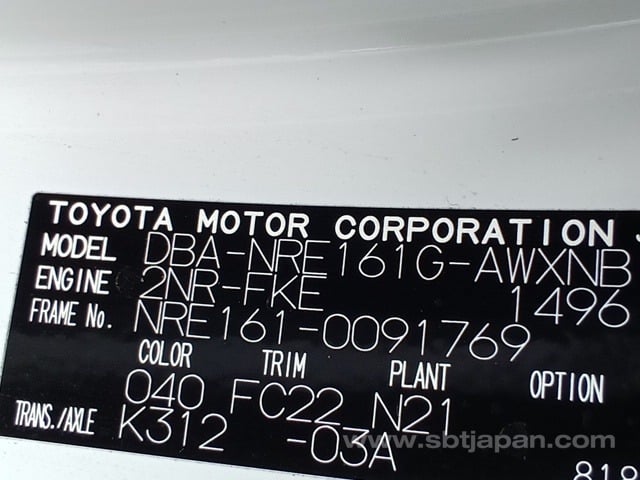 TOYOTA MOTOR CORPORATION
MODEL DBA-NRE161G-AWXNB
ENGINE 2NR-FKE 1496
FRAME No. NRE161-0091769
COLOR TRIM PLANT OPTION
040 FC22 N21
TRANS./AXLE K312 -03A
www.sbtjapan.com
819